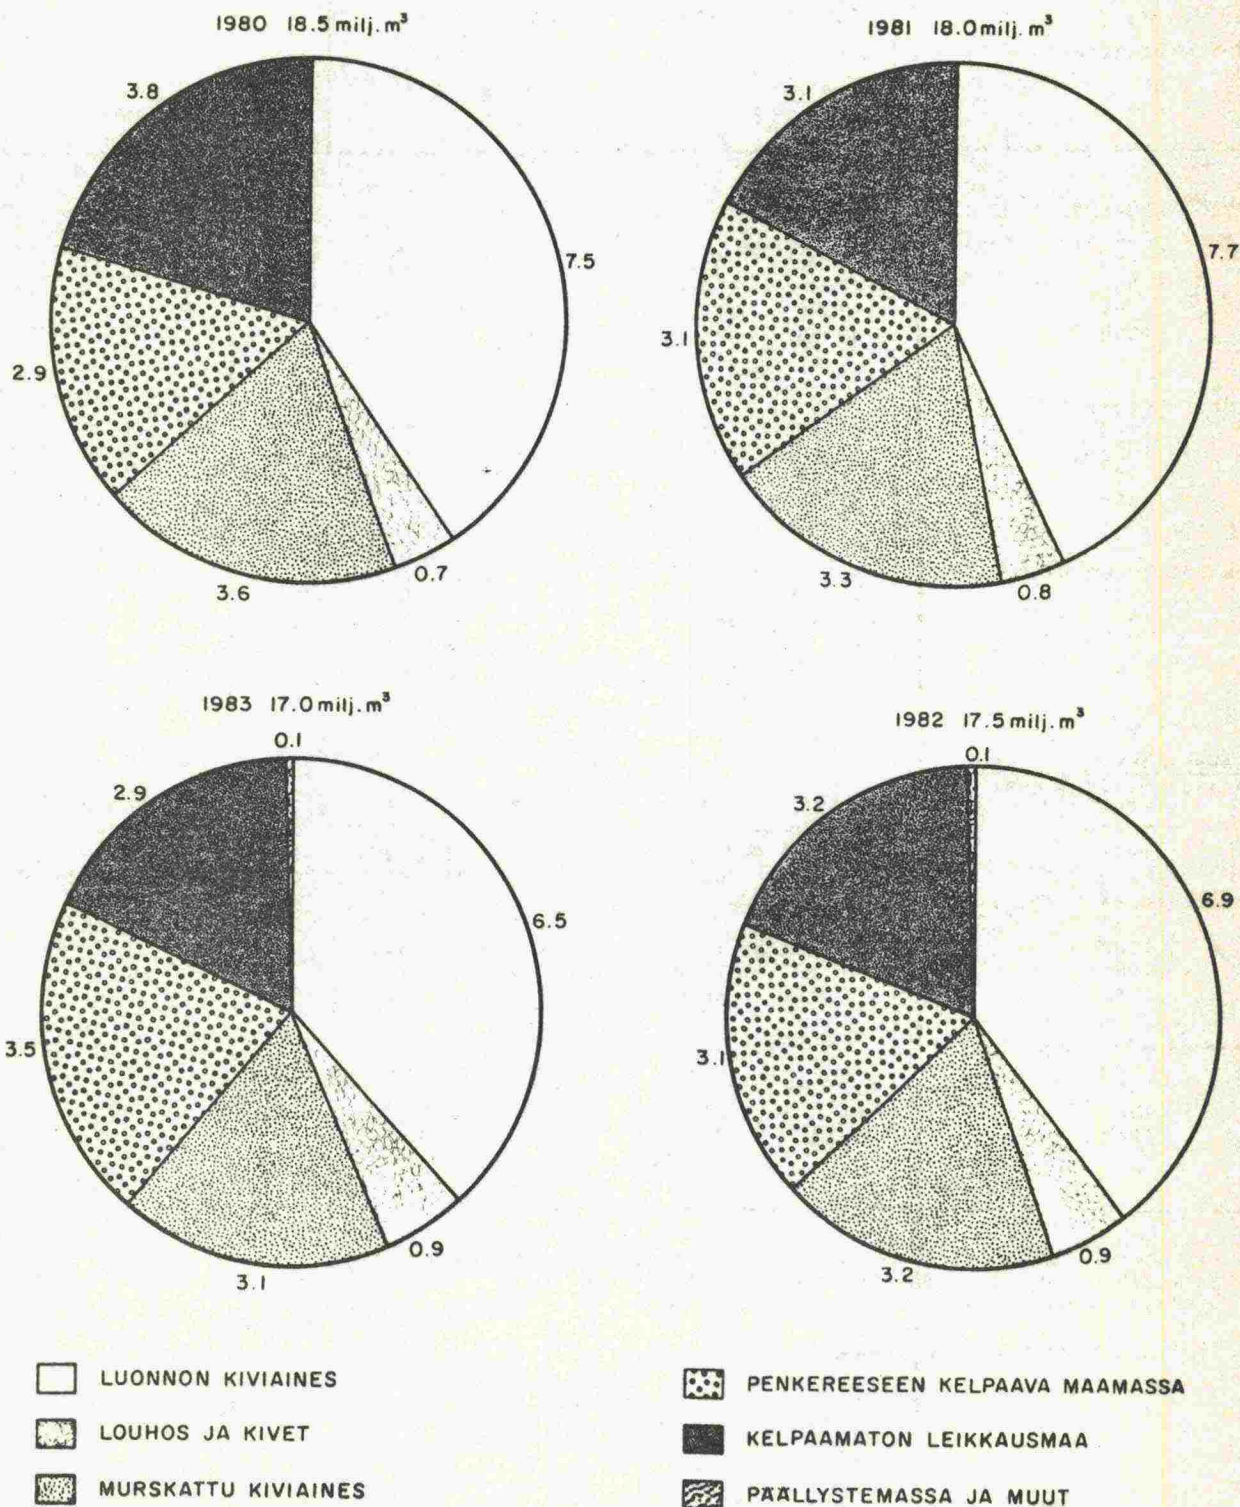 1980 18.5 milj. m³
3.8
7.5
2.9
3.6
0.7
1981 18.0 milj. m³
3.1
7.7
3.1
3.3
0.8
1983 17.0 milj. m³
0.1
2.9
6.5
3.5
0.9
3.1
1982 17.5 milj. m³
0.1
3.2
6.9
3.1
0.9
3.2
LUONNON KIVIAINES
LOUHOS JA KIVET
MURSKATTU KIVIAINES
PENKEREESEEN KELPAAVA MAAMASSA
KELPAAMATON LEIKKAUSMAA
PÄÄLLYSTEMASSA JA MUUT